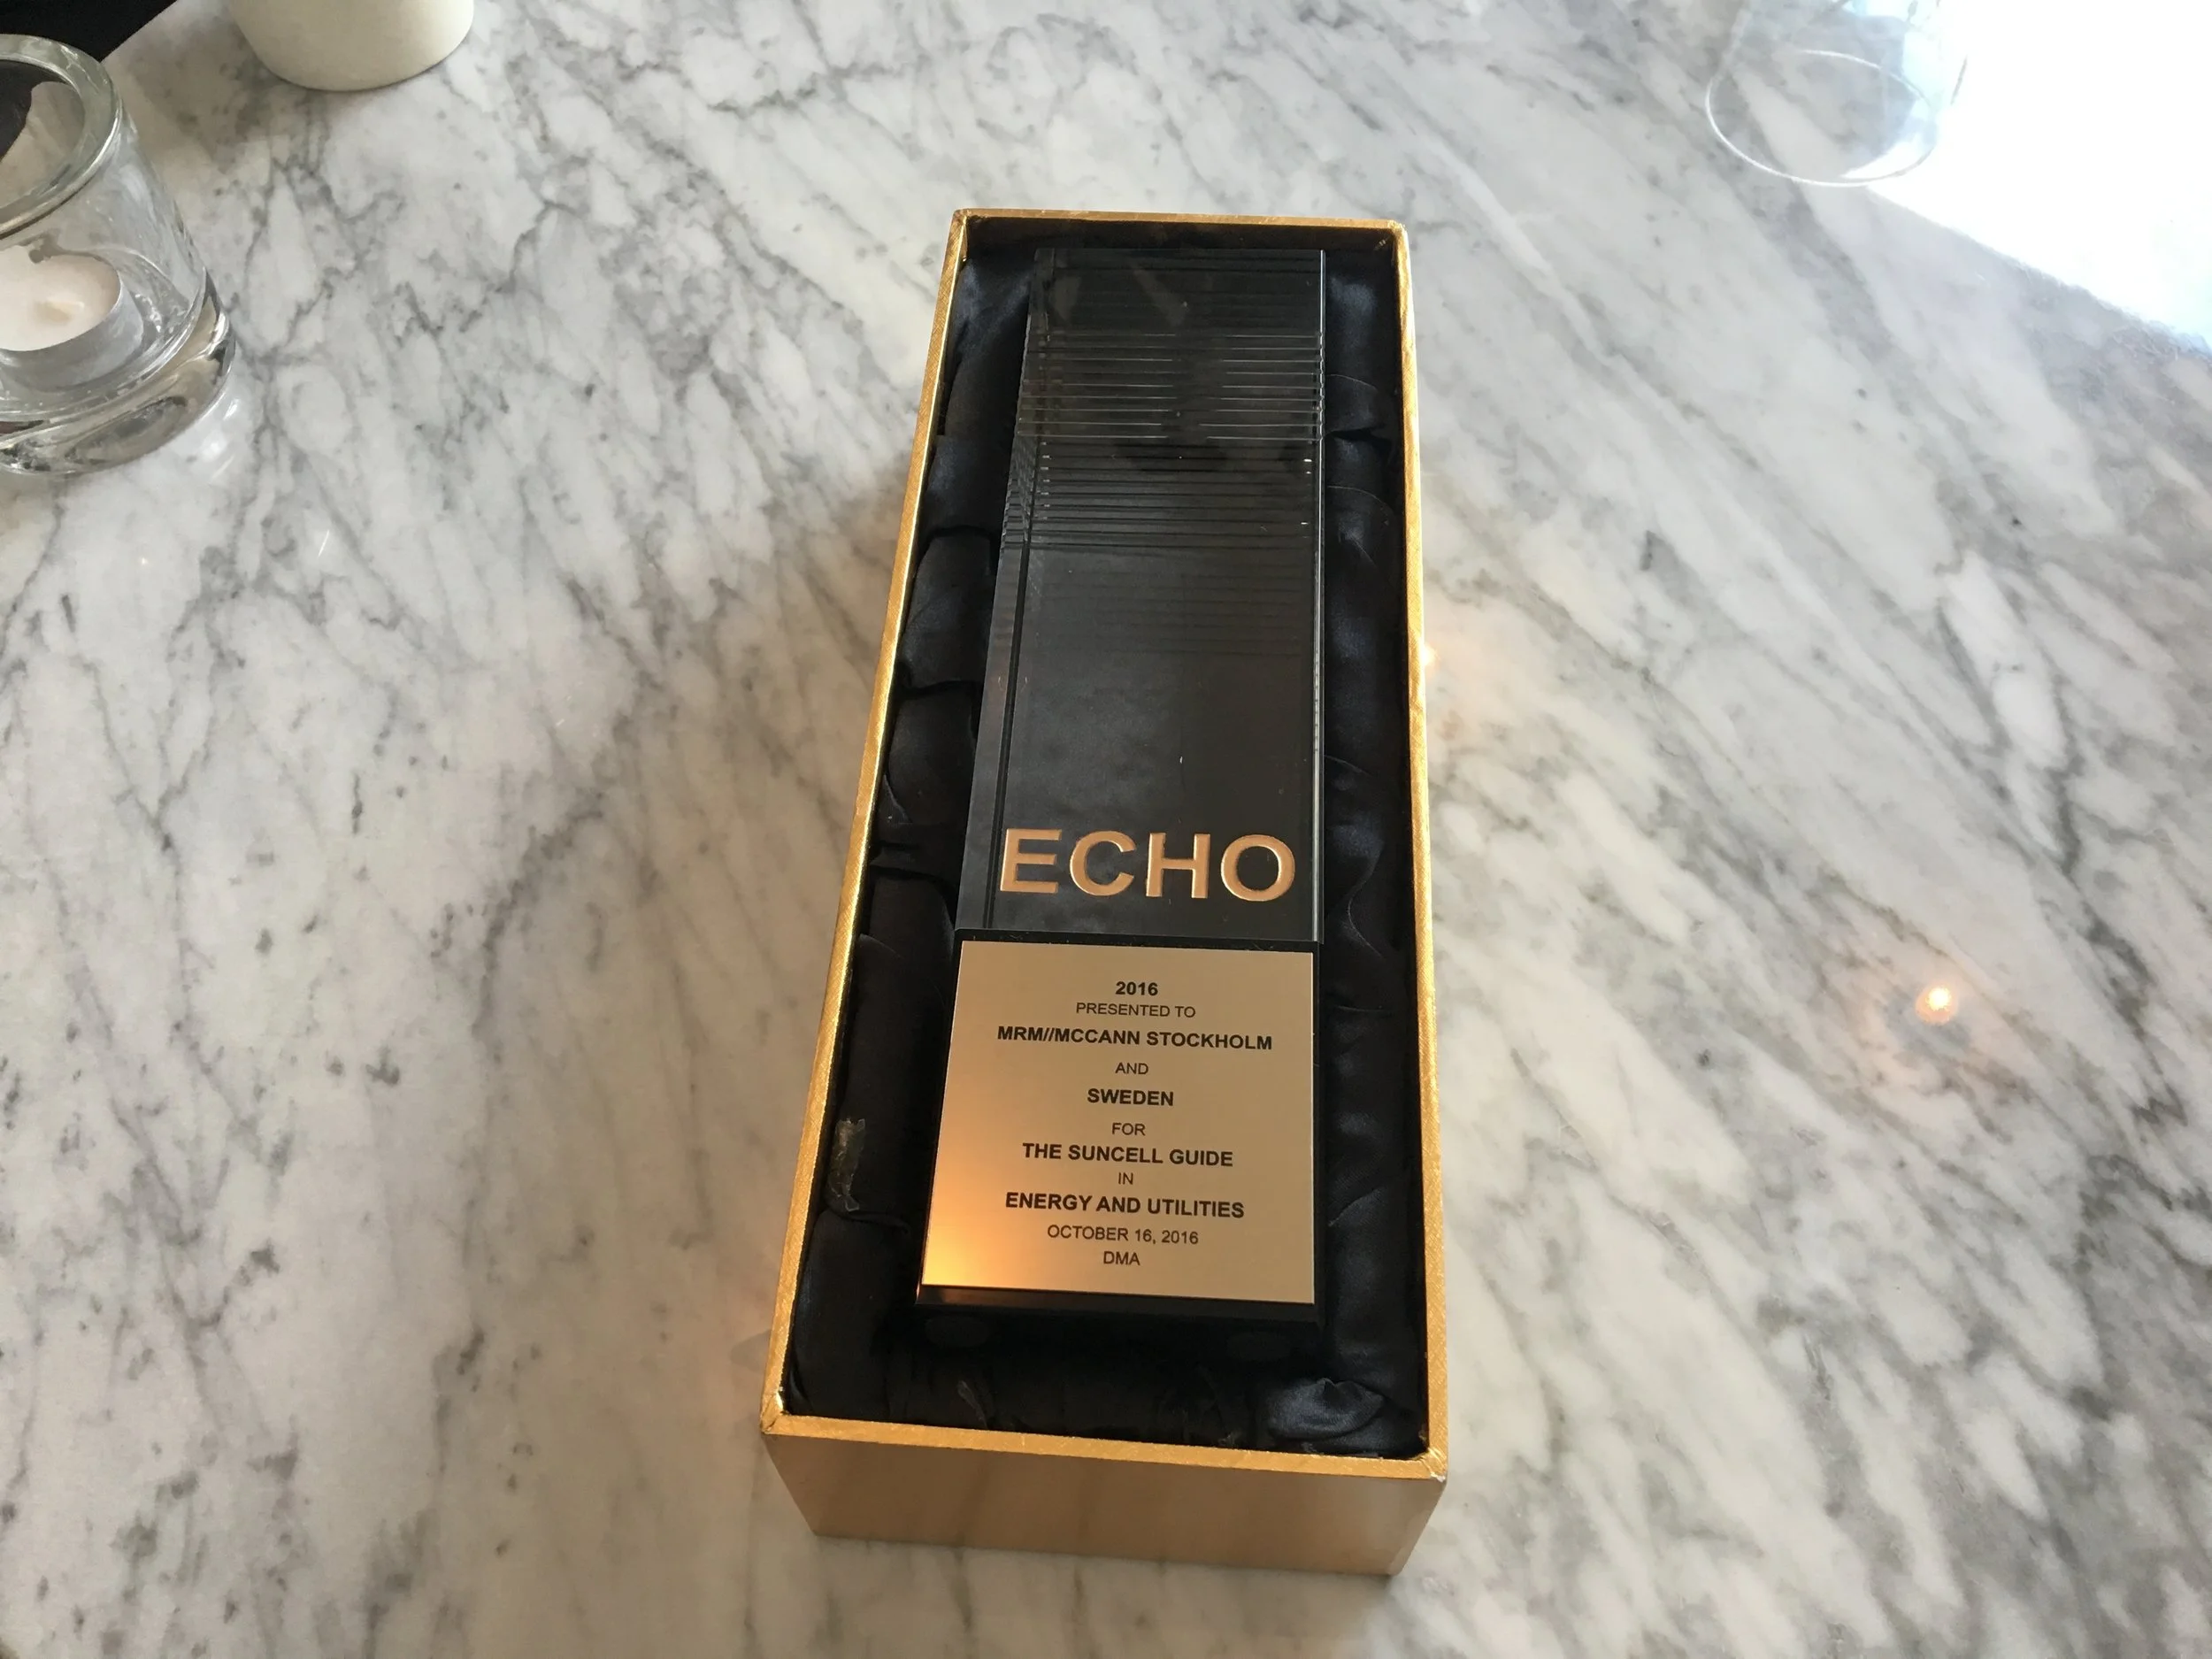 ECHO
2016
PRESENTED TO
MRM//MCCANN STOCKHOLM
AND
SWEDEN
FOR
THE SUNCELL GUIDE
IN
ENERGY AND UTILITIES
OCTOBER 16, 2016
DMA